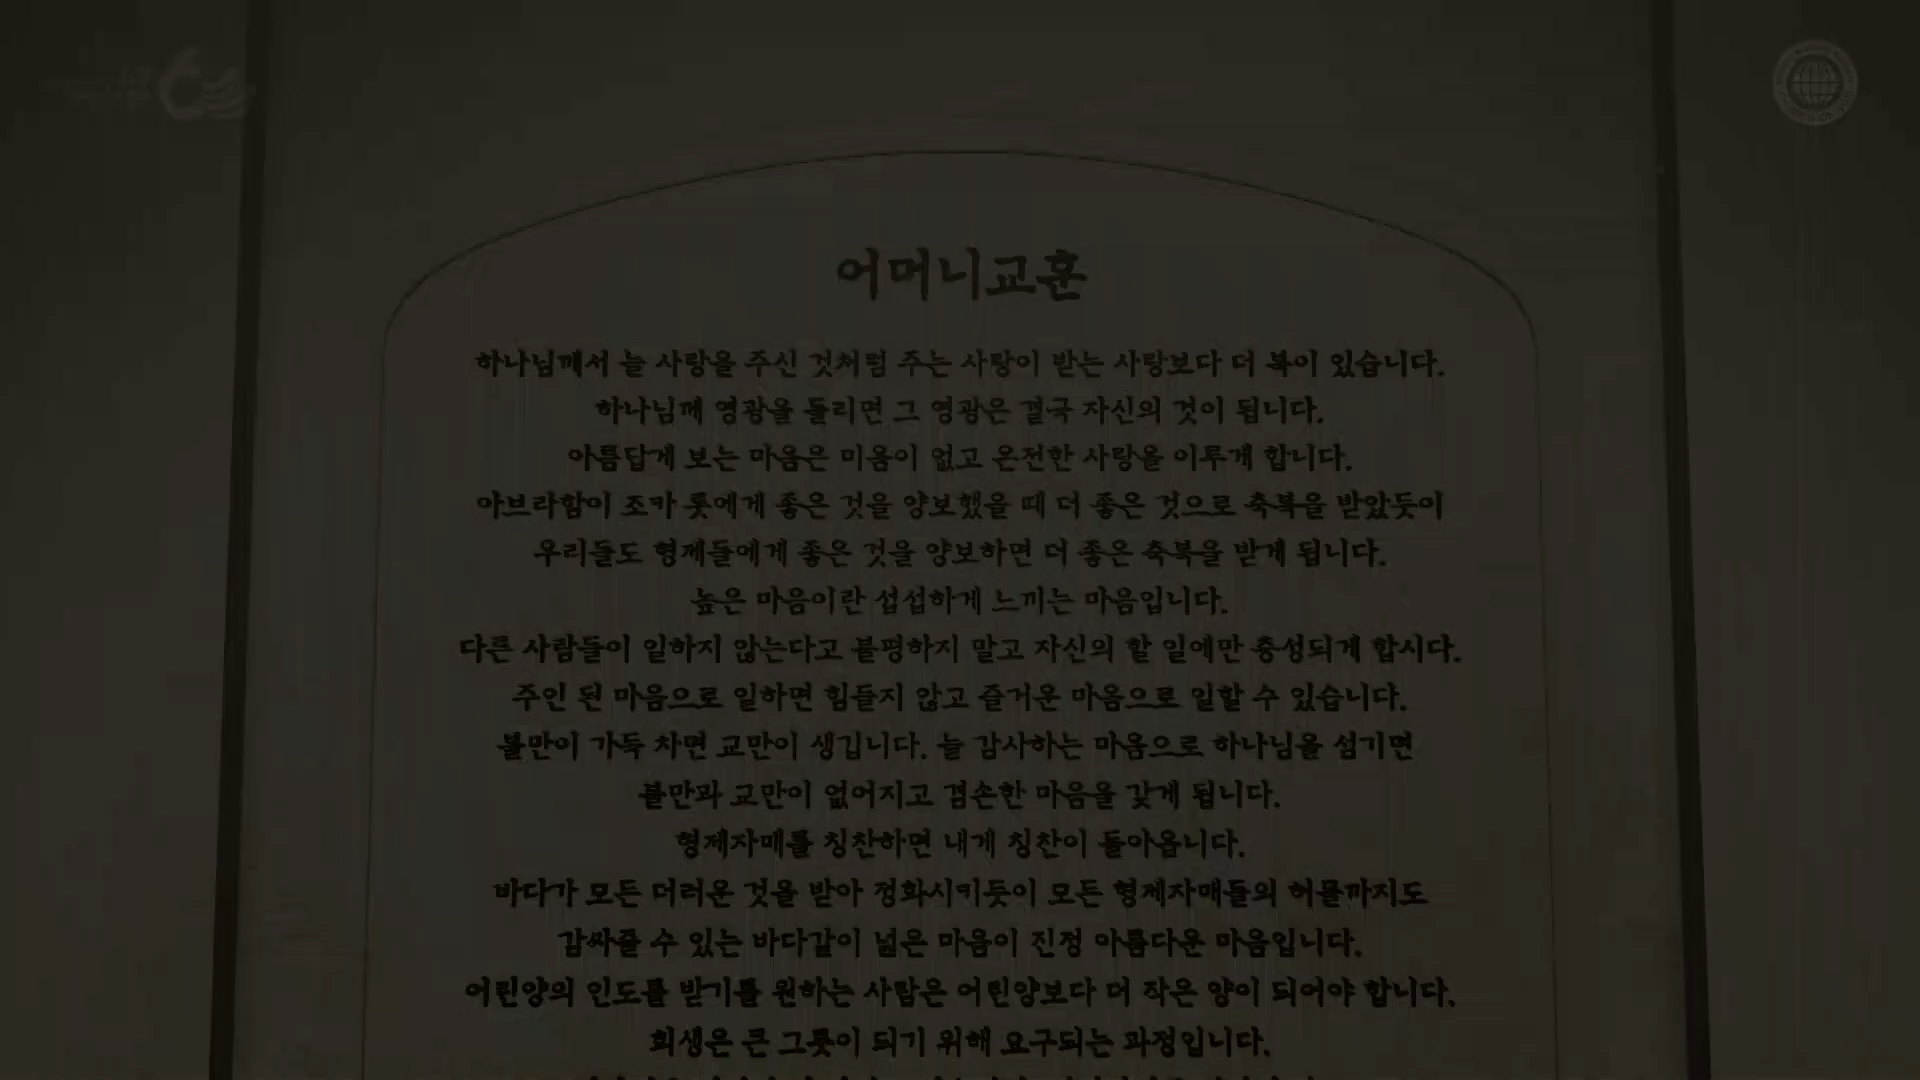 어머니교훈
하나님께서 늘 사랑을 주신 것처럼 주는 사랑이 받는 사랑보다 더 복이 있습니다.
하나님께 영광을 돌리면 그 영광은 결국 자신의 것이 됩니다.
아름답게 보는 마음은 미움이 없고 온전한 사랑을 이루게 합니다.
아브라함이 조카 롯에게 좋은 것을 양보했을 때 더 좋은 것으로 축복을 받았듯이
우리들도 형제들에게 좋은 것을 양보하면 더 좋은 축복을 받게 됩니다.
높은 마음이란 섭섭하게 느끼는 마음입니다.
다른 사람들이 일하지 않는다고 불평하지 말고 자신의 할 일에만 충성되게 합시다.
주인 된 마음으로 일하면 힘들지 않고 즐거운 마음으로 일할 수 있습니다.
불만이 가득 차면 교만이 생깁니다. 늘 감사하는 마음으로 하나님을 섬기면
불만과 교만이 없어지고 겸손한 마음을 갖게 됩니다.
형제자매를 칭찬하면 내게 칭찬이 돌아옵니다.
바다가 모든 더러운 것을 받아 정화시키듯이 모든 형제자매들의 허물까지도
감싸줄 수 있는 바다같이 넓은 마음이 진정 아름다운 마음입니다.
어린양의 인도를 받기를 원하는 사람은 어린양보다 더 작은 양이 되어야 합니다.
희생은 큰 그릇이 되기 위해 요구되는 과정입니다.